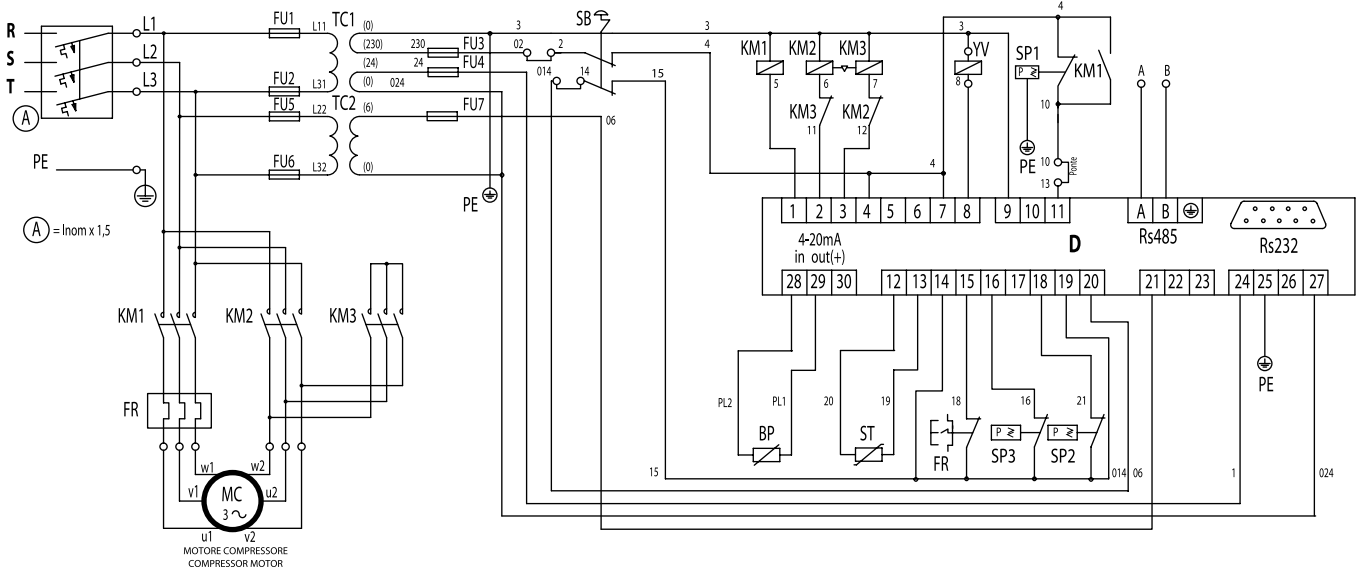 R
S
T
L1
L2
L3
A
PE
A = Inom x 1,5
FU1
FU2
FU5
FU6
L11
L31
L22
L32
TC1
TC2
(0)
(230)
(24)
(0)
(6)
(0)
230
24
024
FU3
FU4
FU7
3
02
2
014
14
SB
15
06
PE
3
4
KM1
5
KM2
6
KM3
7
KM3
11
KM2
12
3
YV
8
4
4
SP1
P
PE
KM1
10
10
13
Ponte
A
B
1 2 3 4 5 6 7 8 9 10 11
A B
Rs485
Rs232
D
4-20mA
in out(+)
28 29 30
12 13 14 15 16 17 18 19 20
21 22 23
24 25 26 27
PE
KM1
KM2
KM3
FR
w1
w2
v1
u2
u1
v2
MC
3
MOTORE COMPRESSORE
COMPRESSOR MOTOR
PL2
PL1
BP
20
19
ST
18
FR
16
P
SP3
21
P
SP2
15
014
06
1
024